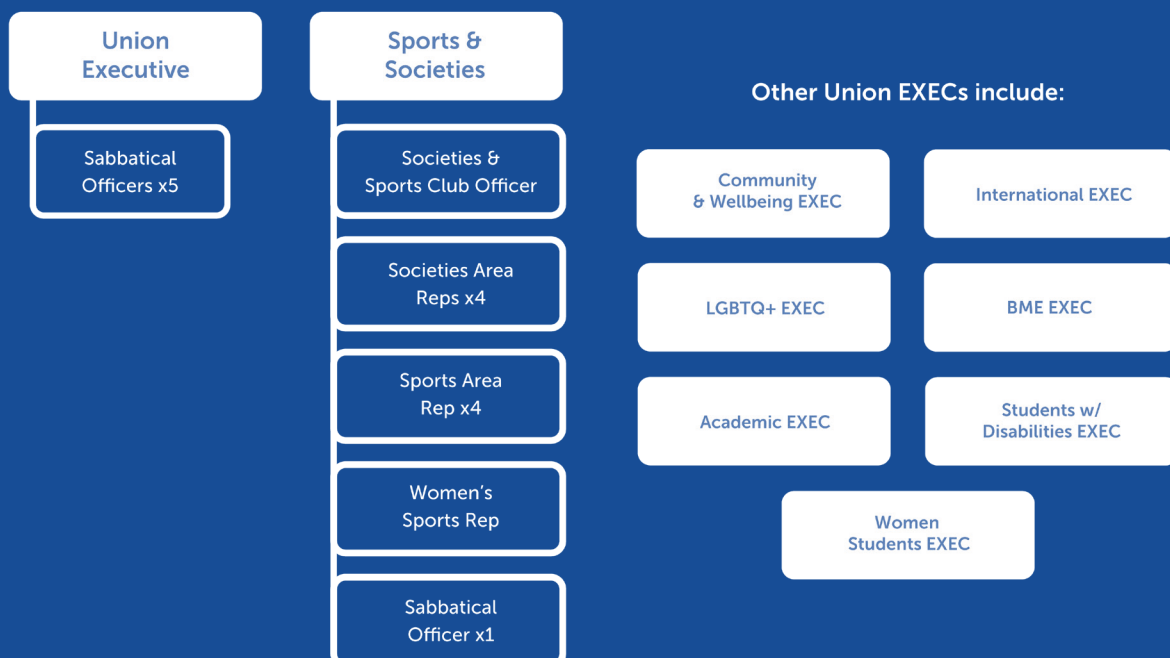 Union
Executive
Sabbatical
Officers x5
Sports &
Societies
Societies &
Sports Club Officer
Societies Area
Reps x4
Sports Area
Rep x4
Women’s
Sports Rep
Sabbatical
Officer x1
Other Union EXECs include:
Community
& Wellbeing EXEC
International EXEC
LGBTQ+ EXEC
BME EXEC
Academic EXEC
Students w/
Disabilities EXEC
Women
Students EXEC